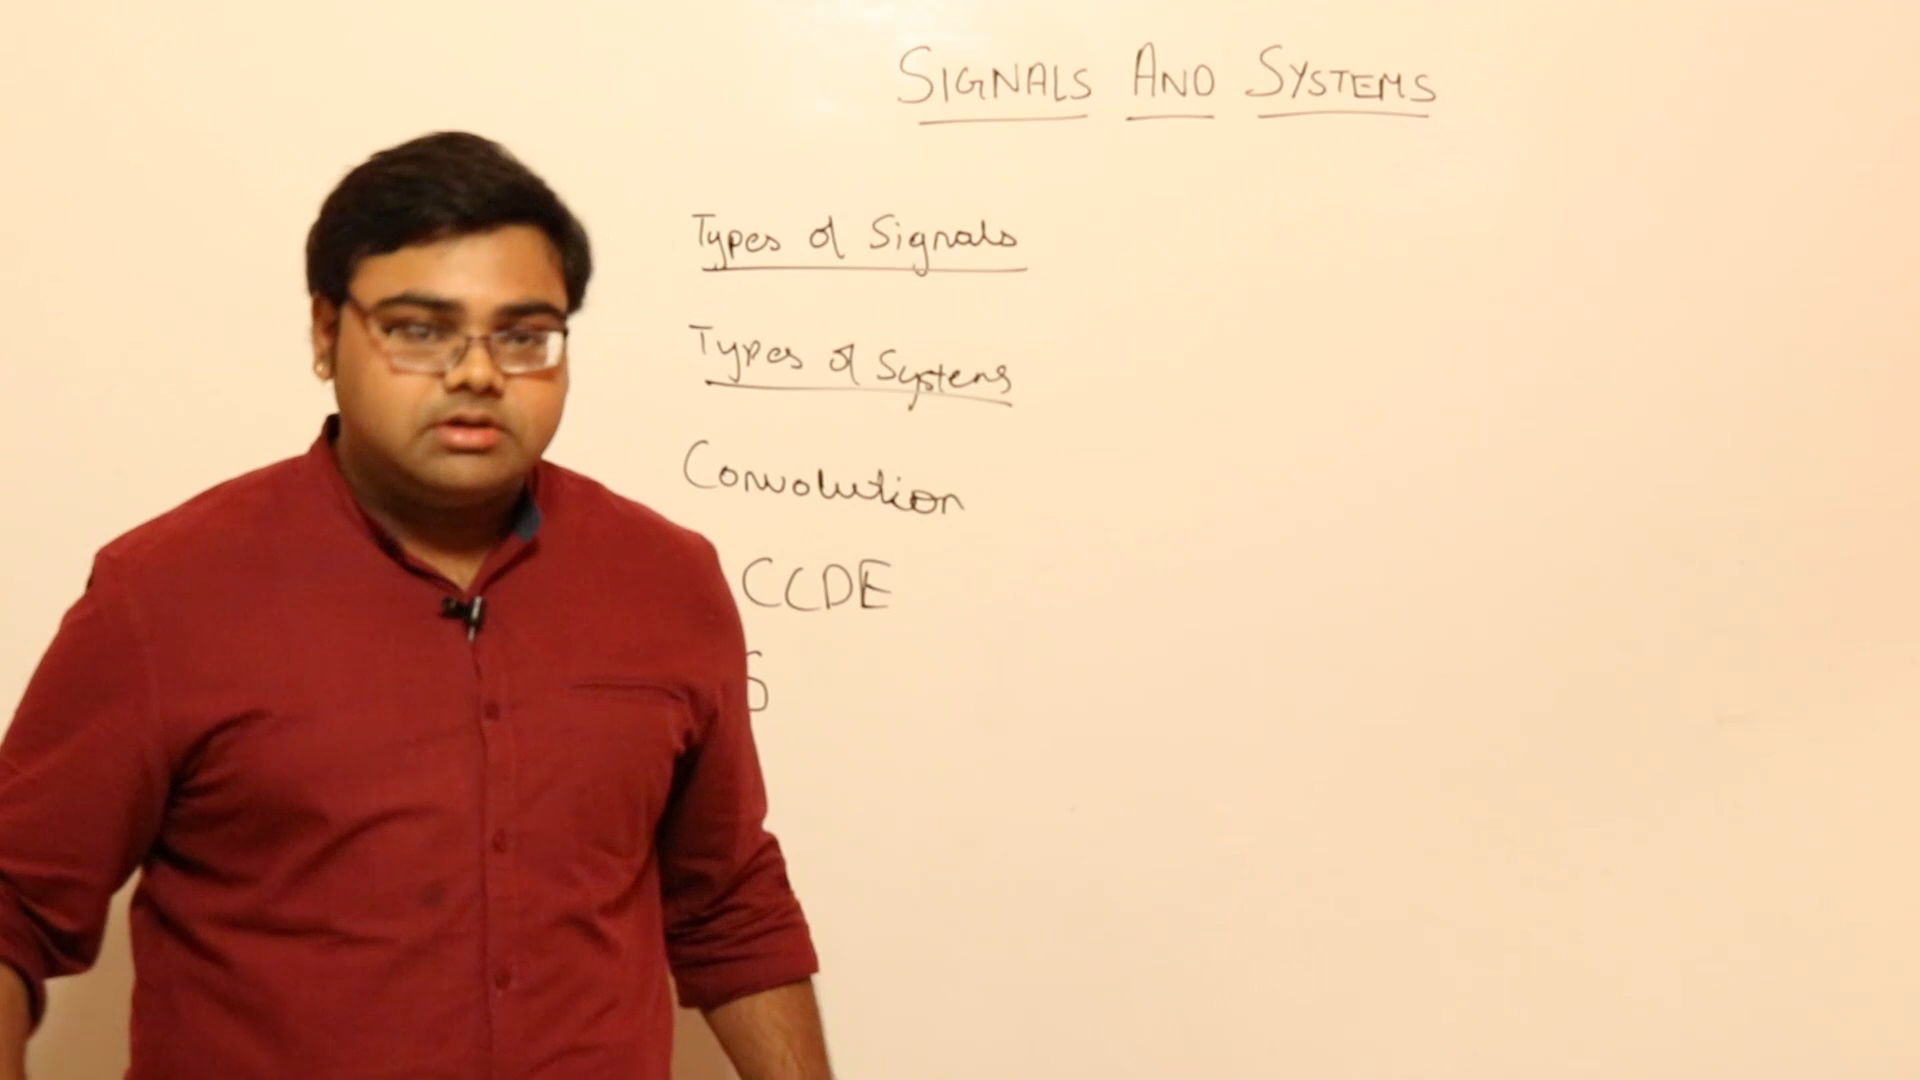 SIGNALS AND SYSTEMS
Types of Signals
Types of Systems
Convolution
CCDE
S